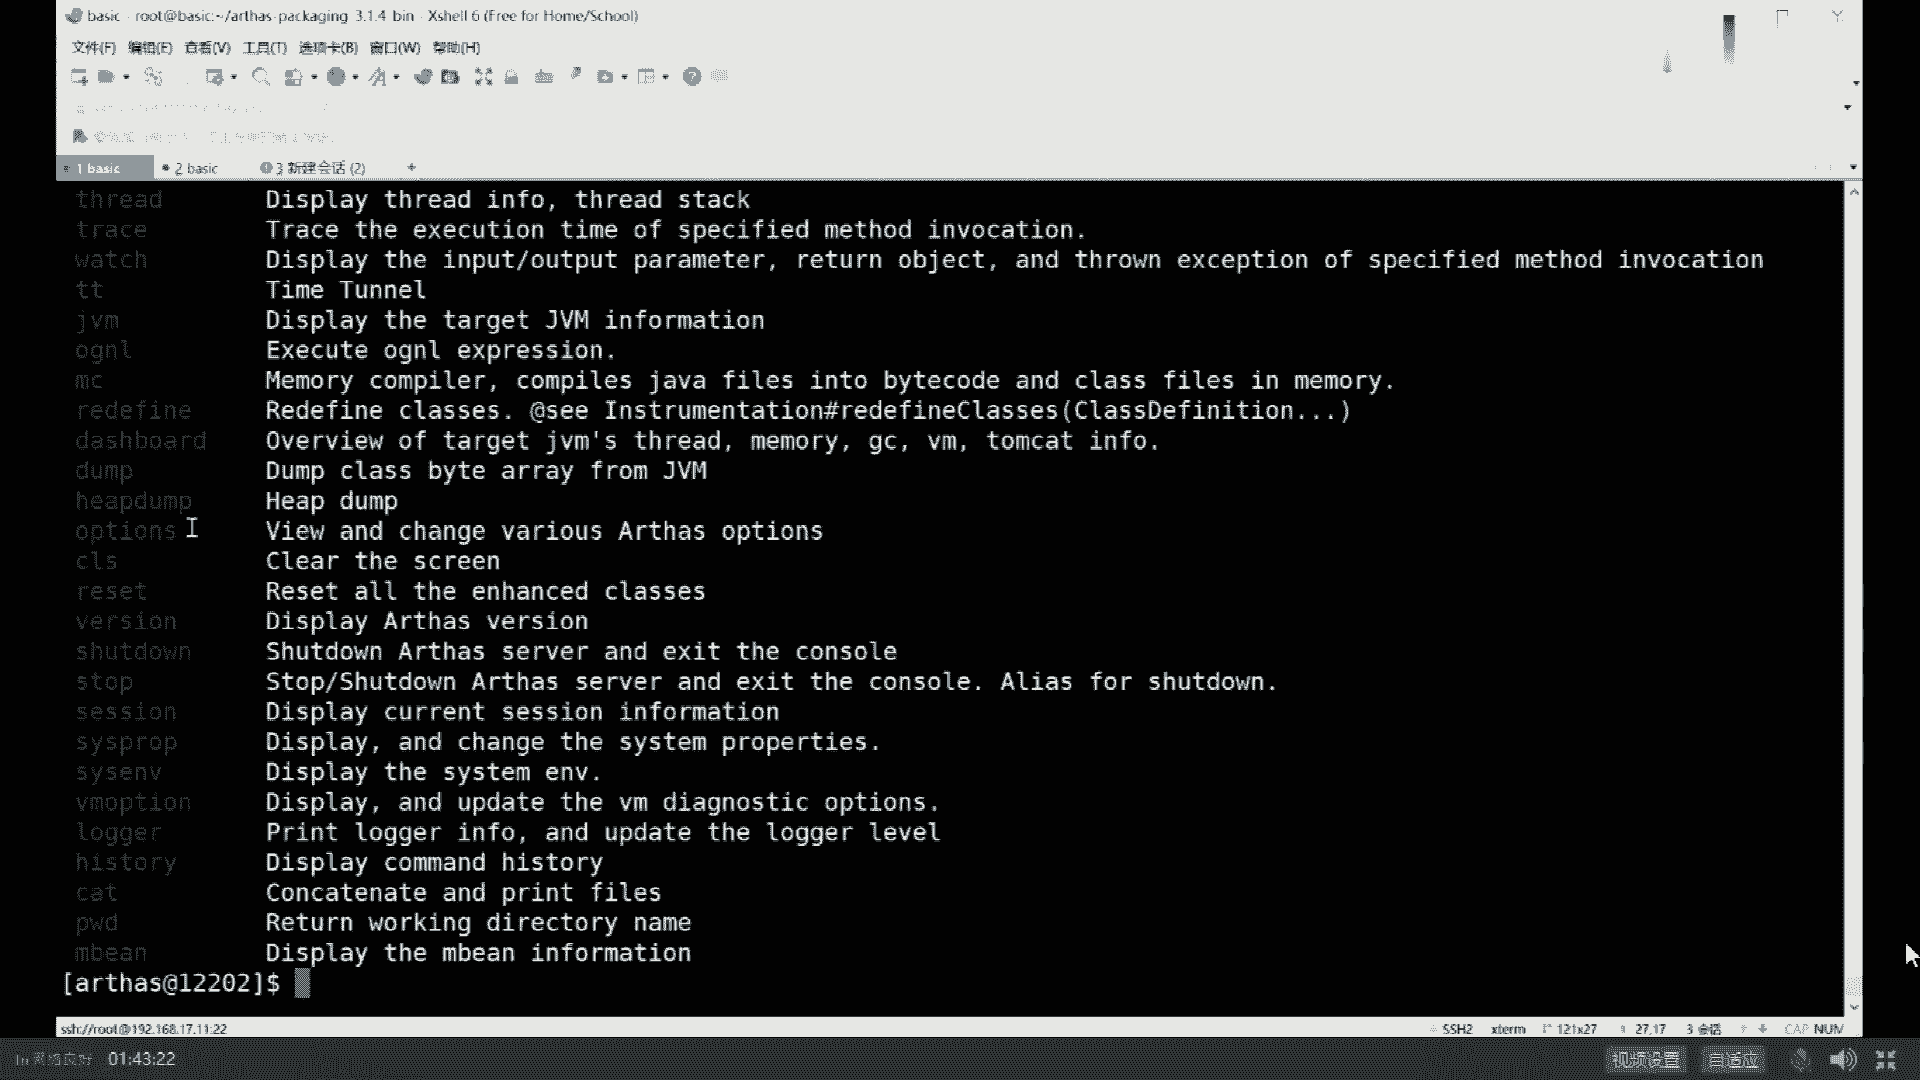 basic - root@basic:~/arthas-packaging-3.1.4-bin - Xshell 6 (Free for Home/School)
文件(F) 编辑(E) 查看(V) 工具(T) 选项卡(B) 窗口(W) 帮助(H)
1 basic 2 basic 3 新建会话 (2) +
thread Display thread info, thread stack
trace Trace the execution time of specified method invocation.
watch Display the input/output parameter, return object, and thrown exception of specified method invocation
tt Time Tunnel
jvm Display the target JVM information
ognl Execute ognl expression.
mc Memory compiler, compiles java files into bytecode and class files in memory.
redefine Redefine classes. @see Instrumentation#redefineClasses(ClassDefinition...)
dashboard Overview of target jvm's thread, memory, gc, vm, tomcat info.
dump Dump class byte array from JVM
heapdump Heap dump
options View and change various Arthas options
cls Clear the screen
reset Reset all the enhanced classes
version Display Arthas version
shutdown Shutdown Arthas server and exit the console
stop Stop/Shutdown Arthas server and exit the console. Alias for shutdown.
session Display current session information
sysprop Display, and change the system properties.
sysenv Display the system env.
vmoption Display, and update the vm diagnostic options.
logger Print logger info, and update the logger level
history Display command history
cat Concatenate and print files
pwd Return working directory name
mbean Display the mbean information
[arthas@12202]$
ssh://root@192.168.17.11:22 SSH2 xterm 121x27 27,17 3 会话 CAP NUM
网络良好 01:43:22 视频设置 自适应